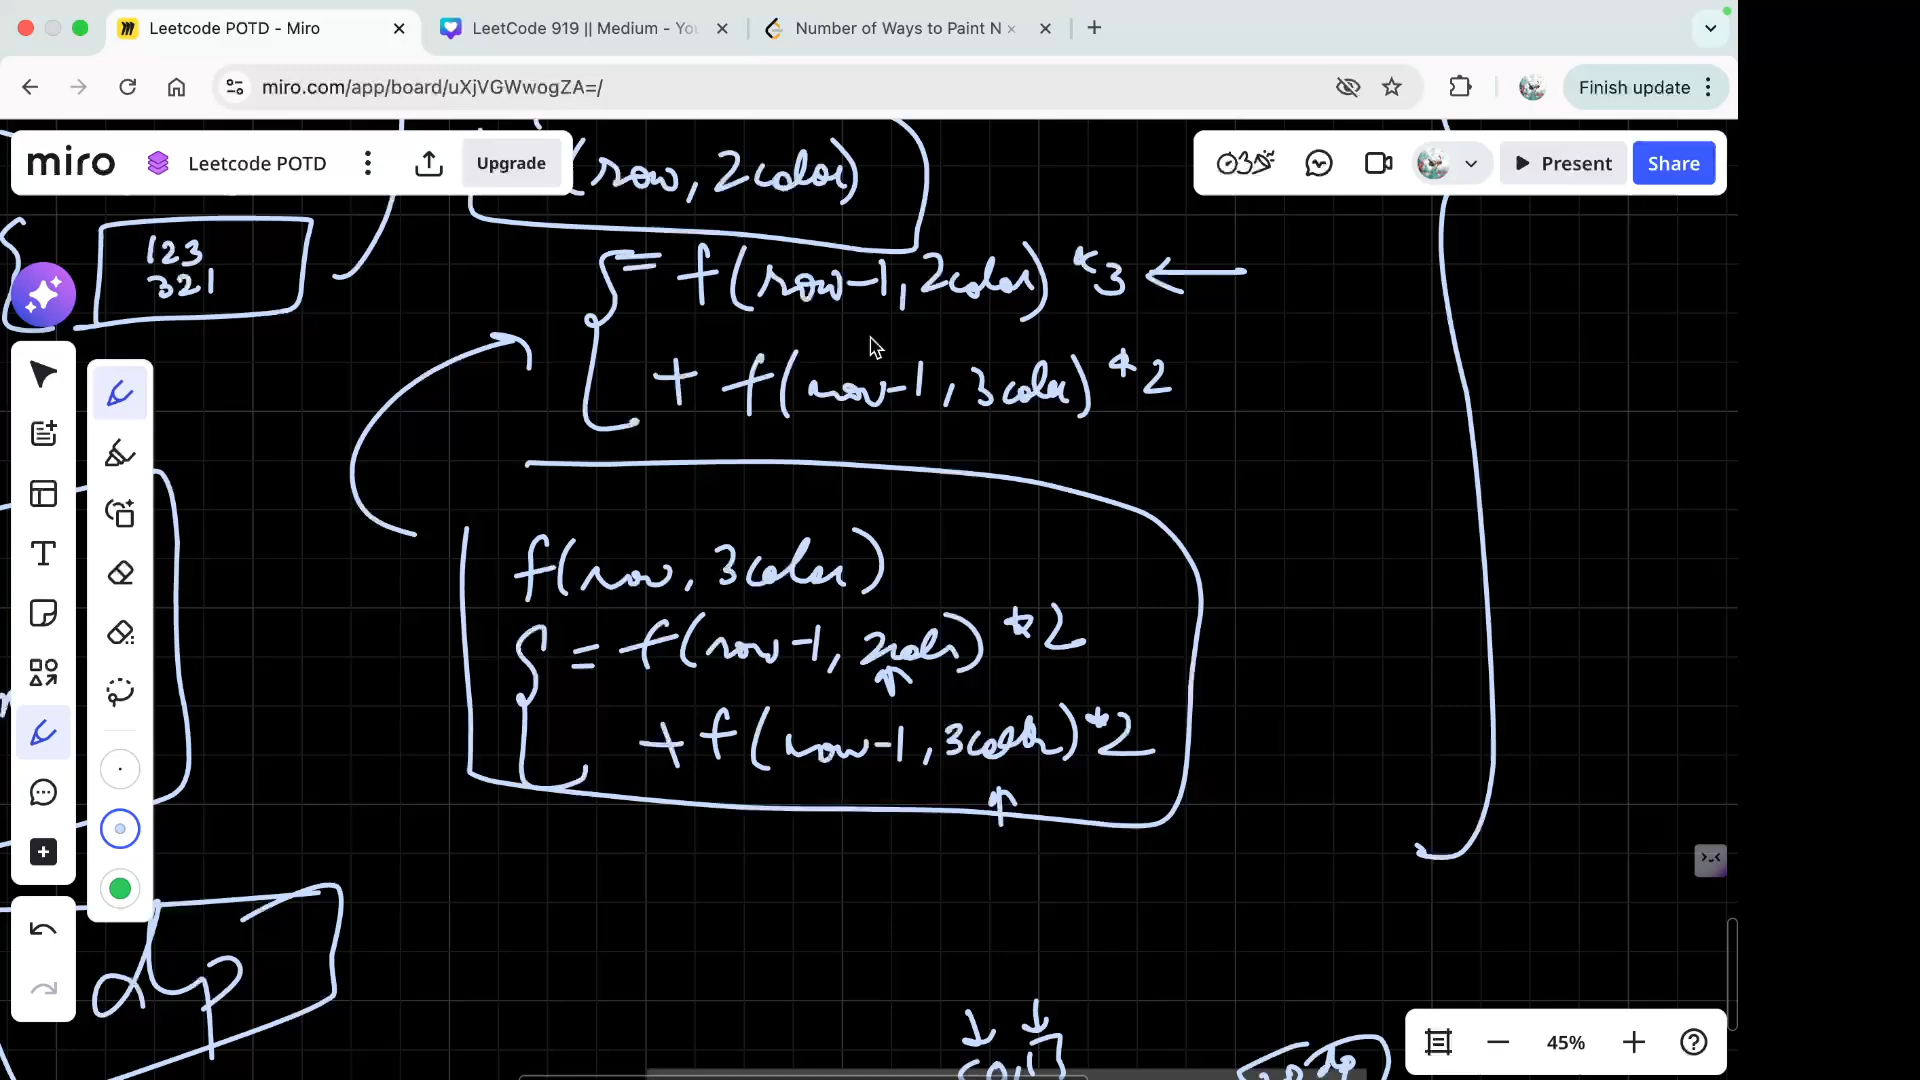 Leetcode POTD - Miro
LeetCode 919 || Medium - You
Number of Ways to Paint N ×
miro.com/app/board/uXjVGWwogZA=/
Finish update
miro
Leetcode POTD
Upgrade
Present
Share
(row, 2color)
123
321
= f(row-1, 2color) *3 ←
+ f(row-1, 3color) *2
f(row, 3color)
= f(row-1, 2color) *2
+ f(row-1, 3color) *2
dp
45%